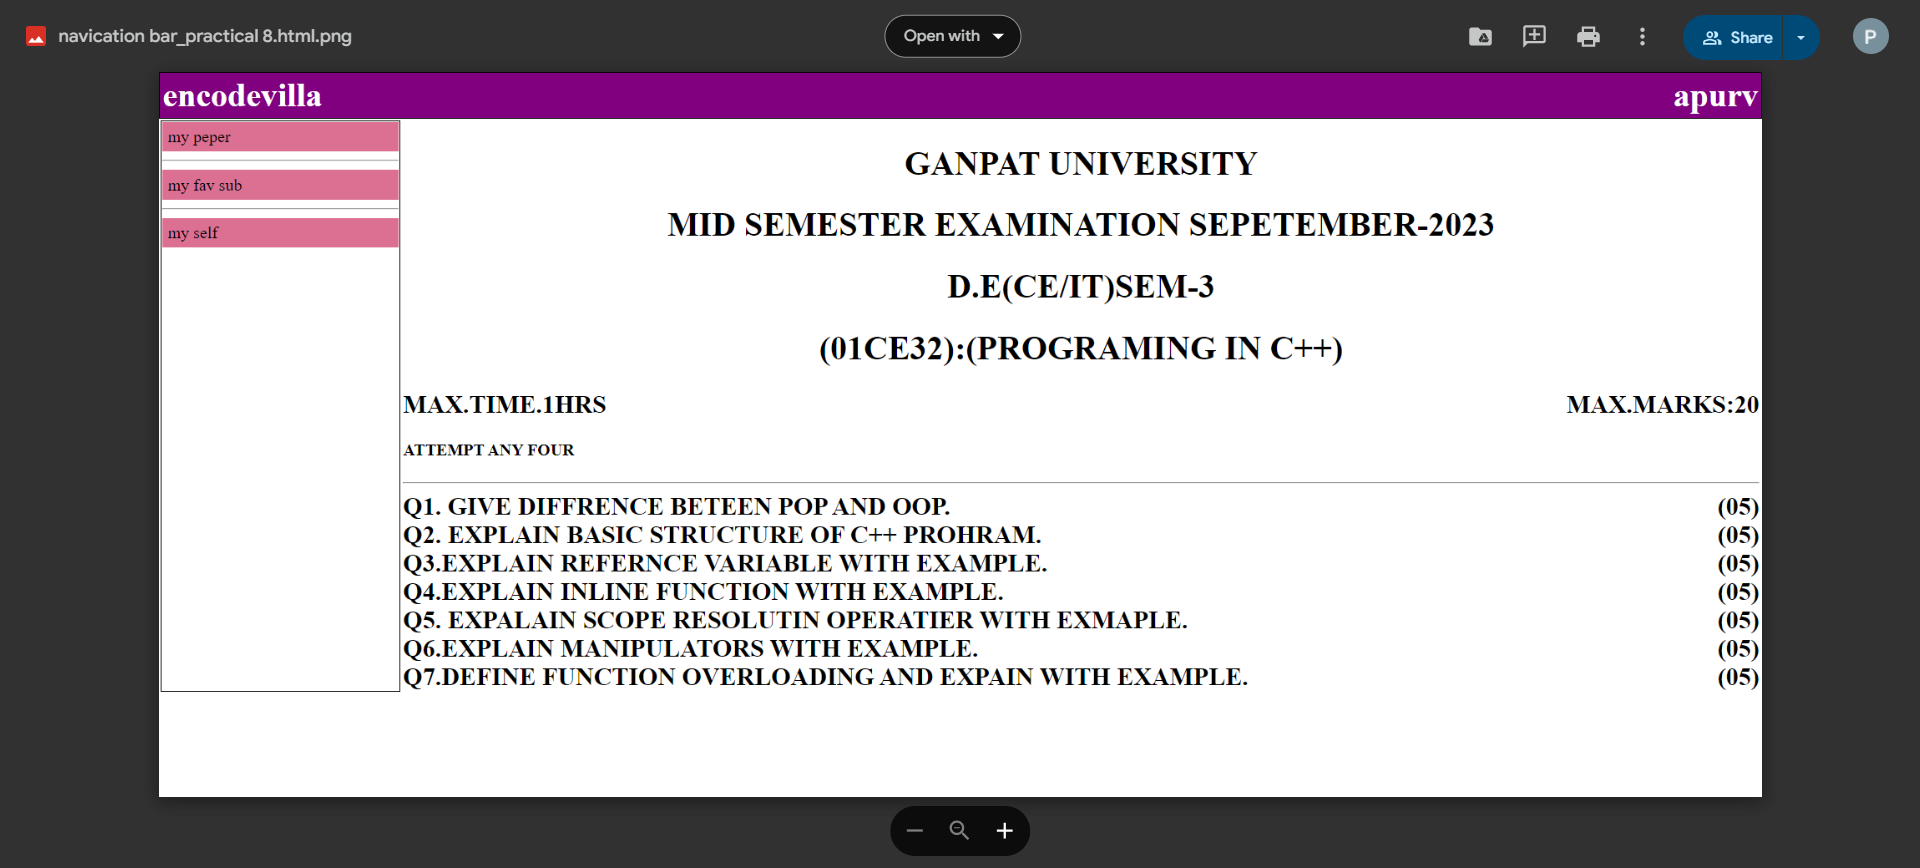 navication bar_practical 8.html.png
Open with
Share
P
encodevilla apurv
my peper
my fav sub
my self
GANPAT UNIVERSITY
MID SEMESTER EXAMINATION SEPETEMBER-2023
D.E(CE/IT)SEM-3
(01CE32):(PROGRAMING IN C++)
MAX.TIME.1HRS MAX.MARKS:20
ATTEMPT ANY FOUR
Q1. GIVE DIFFRENCE BETEEN POP AND OOP. (05)
Q2. EXPLAIN BASIC STRUCTURE OF C++ PROHRAM. (05)
Q3.EXPLAIN REFERNCE VARIABLE WITH EXAMPLE. (05)
Q4.EXPLAIN INLINE FUNCTION WITH EXAMPLE. (05)
Q5. EXPALAIN SCOPE RESOLUTIN OPERATIER WITH EXMAPLE. (05)
Q6.EXPLAIN MANIPULATORS WITH EXAMPLE. (05)
Q7.DEFINE FUNCTION OVERLOADING AND EXPAIN WITH EXAMPLE. (05)